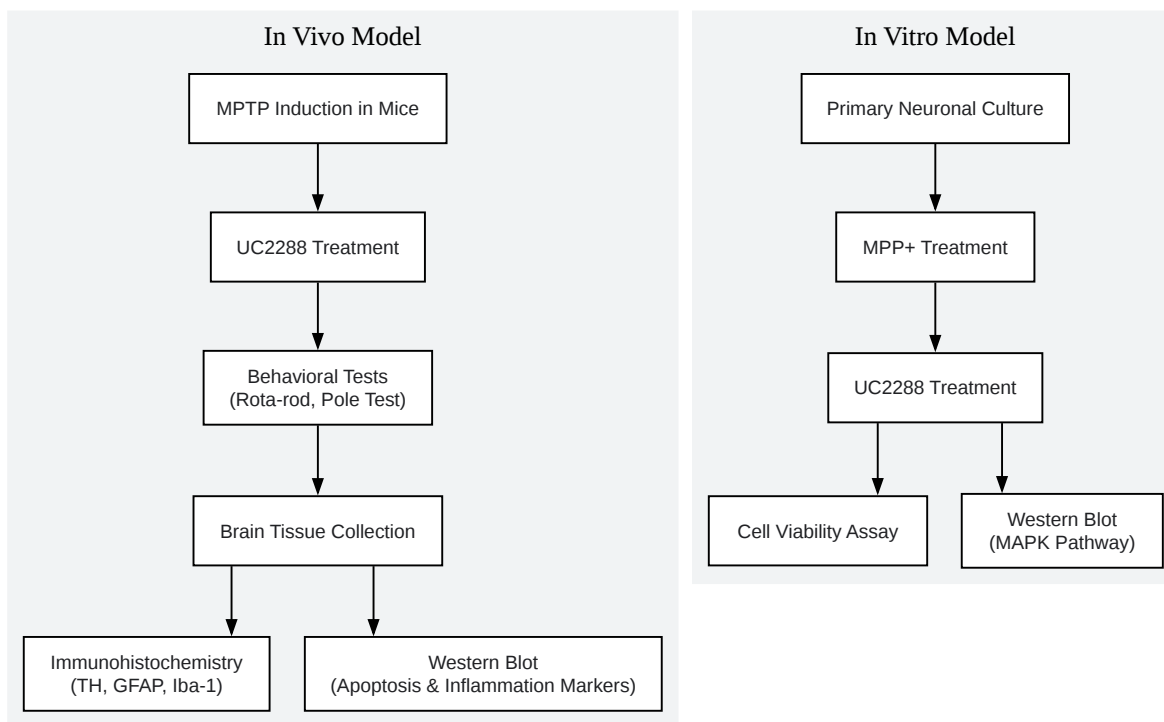 In Vivo Model
MPTP Induction in Mice
UC2288 Treatment
Behavioral Tests
(Rota-rod, Pole Test)
Brain Tissue Collection
Immunohistochemistry
(TH, GFAP, Iba-1)
Western Blot
(Apoptosis & Inflammation Markers)
In Vitro Model
Primary Neuronal Culture
MPP+ Treatment
UC2288 Treatment
Cell Viability Assay
Western Blot
(MAPK Pathway)